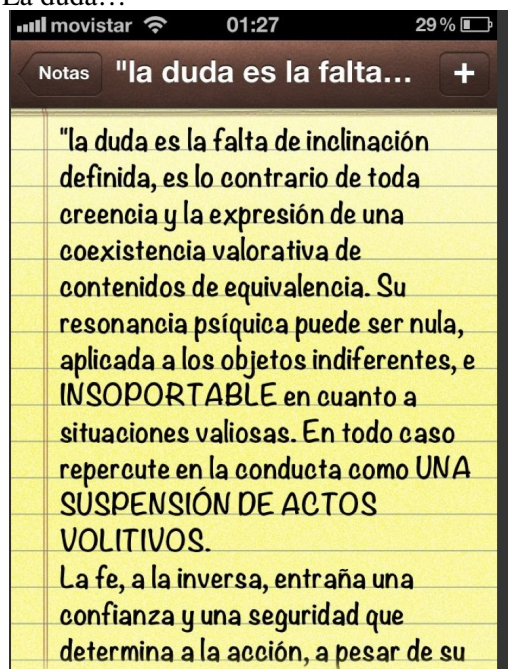 La duda…
movistar 01:27 29 %
Notas "la duda es la falta... +
"la duda es la falta de inclinación
definida, es lo contrario de toda
creencia y la expresión de una
coexistencia valorativa de
contenidos de equivalencia. Su
resonancia psíquica puede ser nula,
aplicada a los objetos indiferentes, e
INSOPORTABLE en cuanto a
situaciones valiosas. En todo caso
repercute en la conducta como UNA
SUSPENSIÓN DE ACTOS
VOLITIVOS.
La fe, a la inversa, entraña una
confianza y una seguridad que
determina a la acción, a pesar de su